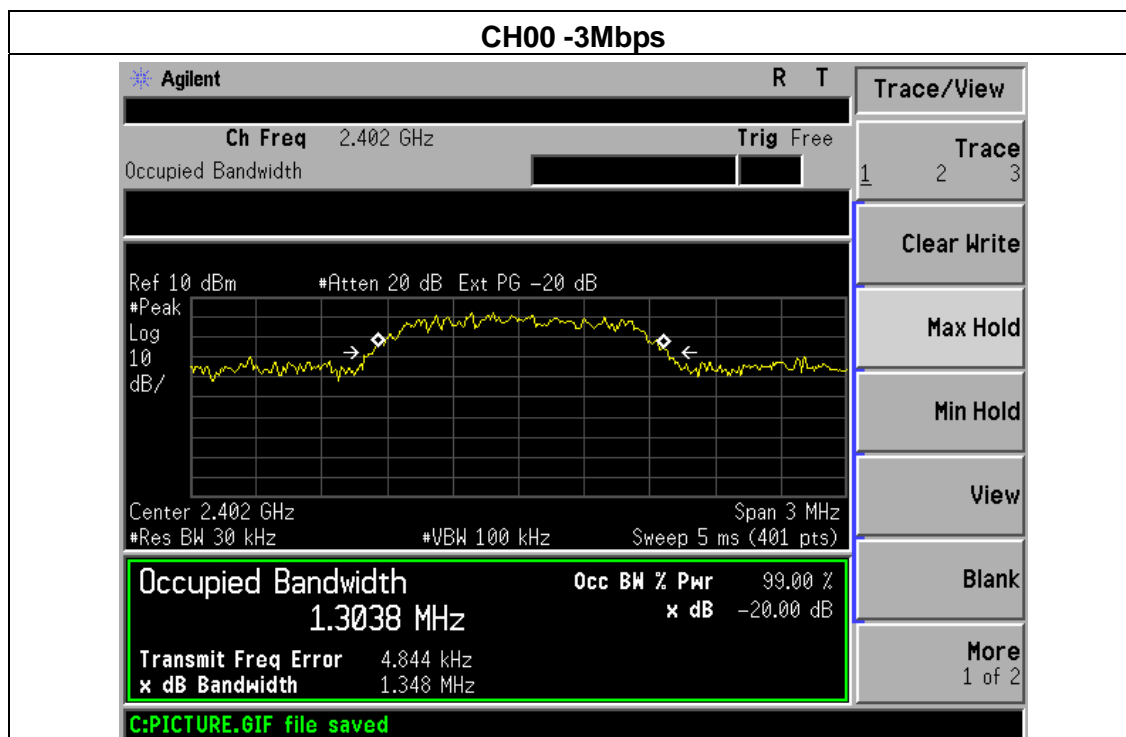 CH00 -3Mbps
Agilent R T
Ch Freq 2.402 GHz Trig Free
Occupied Bandwidth
Ref 10 dBm #Atten 20 dB Ext PG -20 dB
#Peak
Log
10
dB/
Center 2.402 GHz Span 3 MHz
#Res BW 30 kHz #VBW 100 kHz Sweep 5 ms (401 pts)
Occupied Bandwidth Occ BW % Pwr 99.00 %
1.3038 MHz x dB -20.00 dB
Transmit Freq Error 4.844 kHz
x dB Bandwidth 1.348 MHz
C:PICTURE.GIF file saved
Trace/View
Trace
1 2 3
Clear Write
Max Hold
Min Hold
View
Blank
More
1 of 2